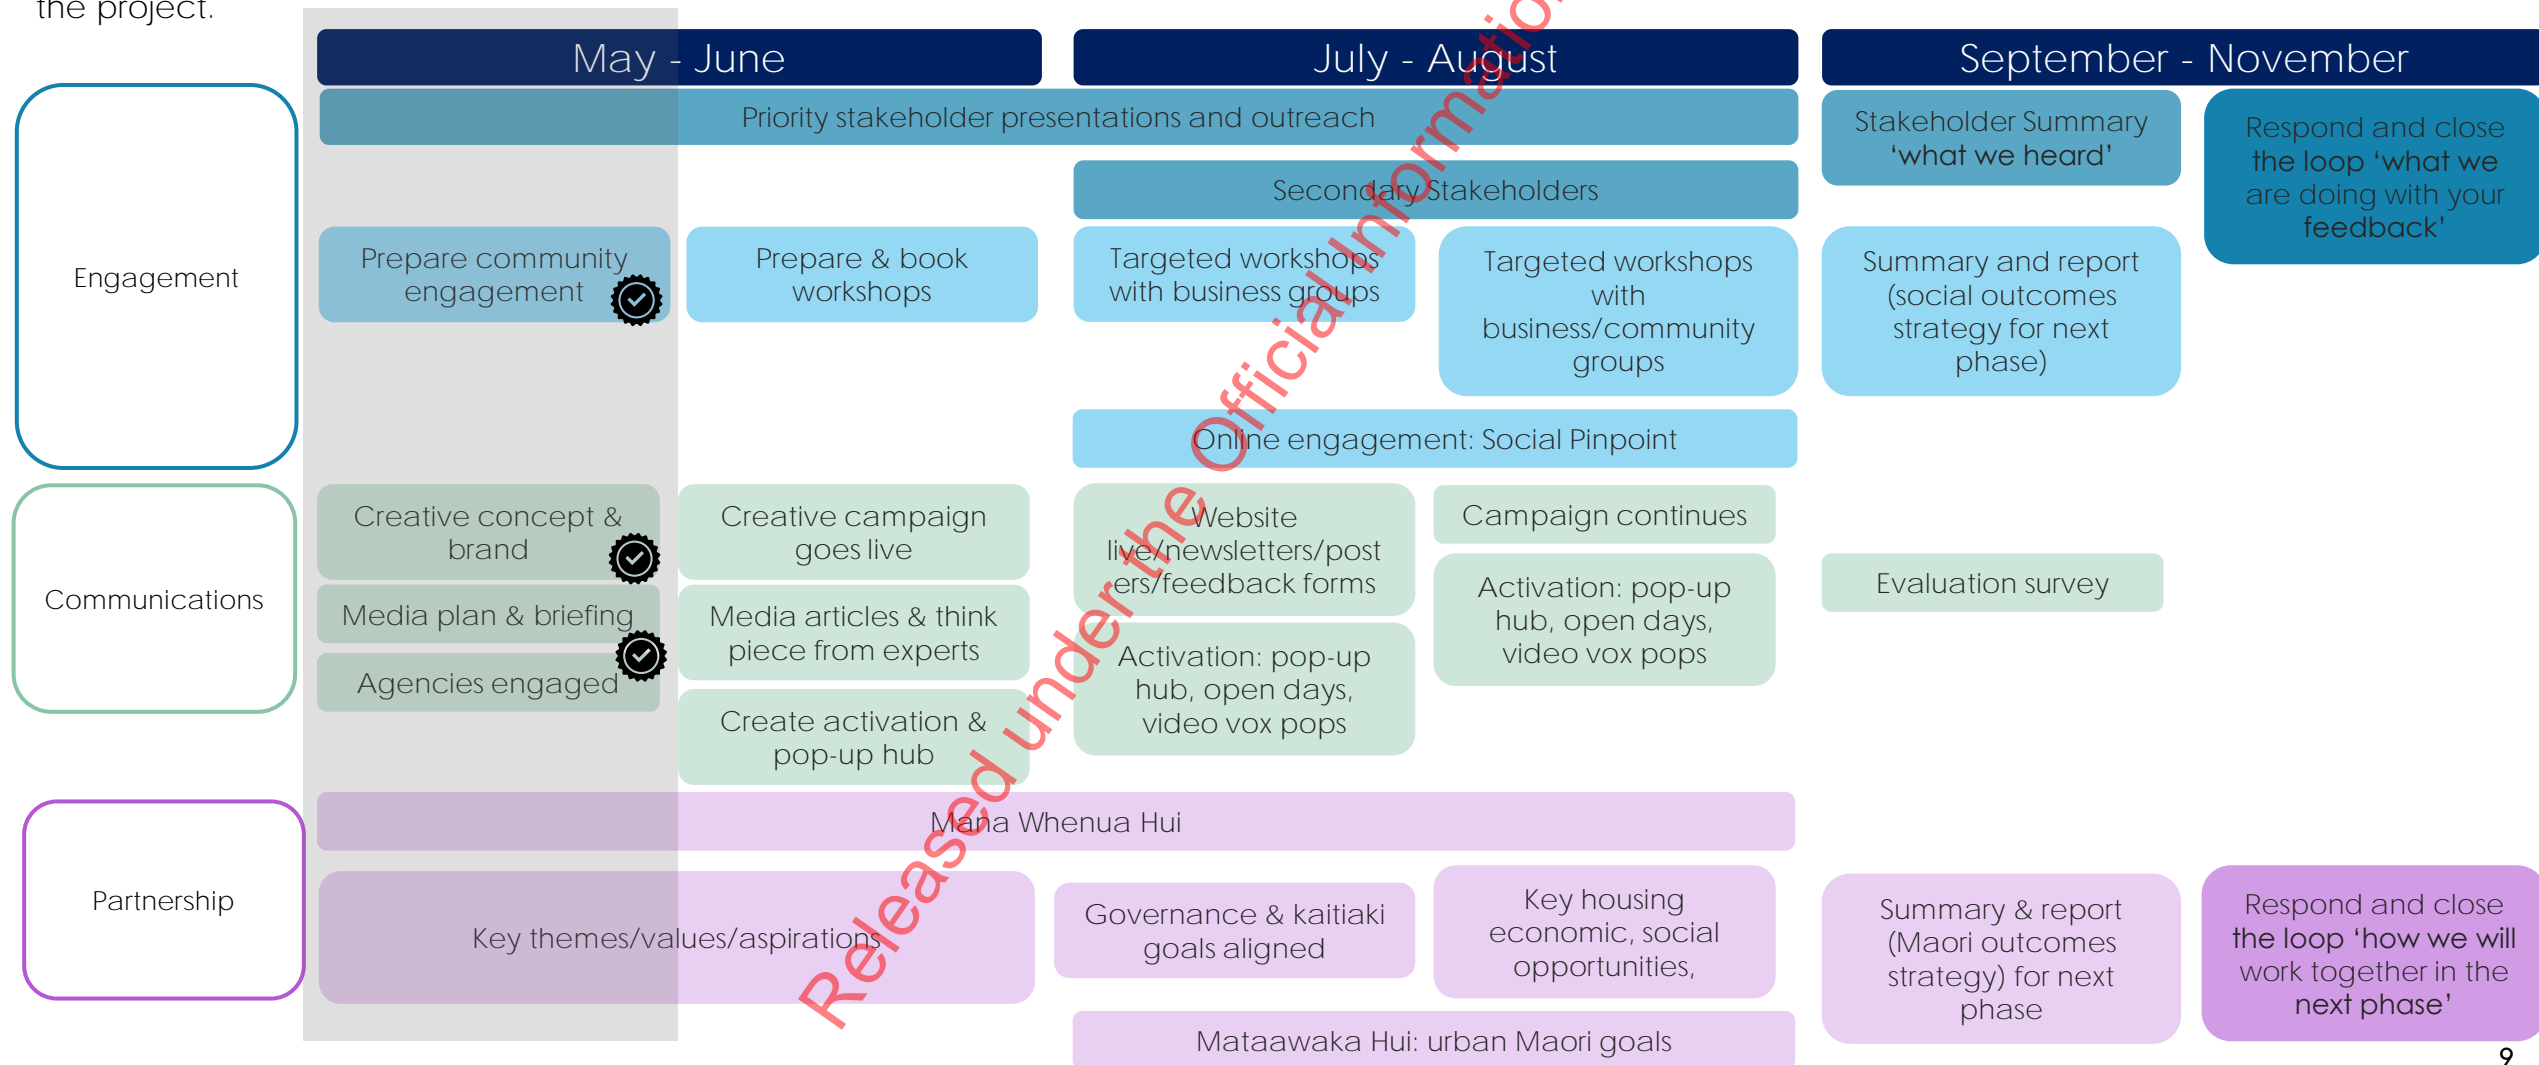 the project.
May - June
July - August
September - November
Engagement
Priority stakeholder presentations and outreach
Stakeholder Summary
‘what we heard’
Respond and close
the loop ‘what we
are doing with your
feedback’
Secondary Stakeholders
Prepare community
engagement
Prepare & book
workshops
Targeted workshops
with business groups
Targeted workshops
with
business/community
groups
Summary and report
(social outcomes
strategy for next
phase)
Online engagement: Social Pinpoint
Communications
Creative concept &
brand
Media plan & briefing
Agencies engaged
Creative campaign
goes live
Media articles & think
piece from experts
Create activation &
pop-up hub
Website
live/newsletters/post
ers/feedback forms
Activation: pop-up
hub, open days,
video vox pops
Campaign continues
Activation: pop-up
hub, open days,
video vox pops
Evaluation survey
Partnership
Mana Whenua Hui
Key themes/values/aspirations
Governance & kaitiaki
goals aligned
Key housing
economic, social
opportunities,
Summary & report
(Maori outcomes
strategy) for next
phase
Respond and close
the loop ‘how we will
work together in the
next phase’
Mataawaka Hui: urban Maori goals
9
Released under the Official Information